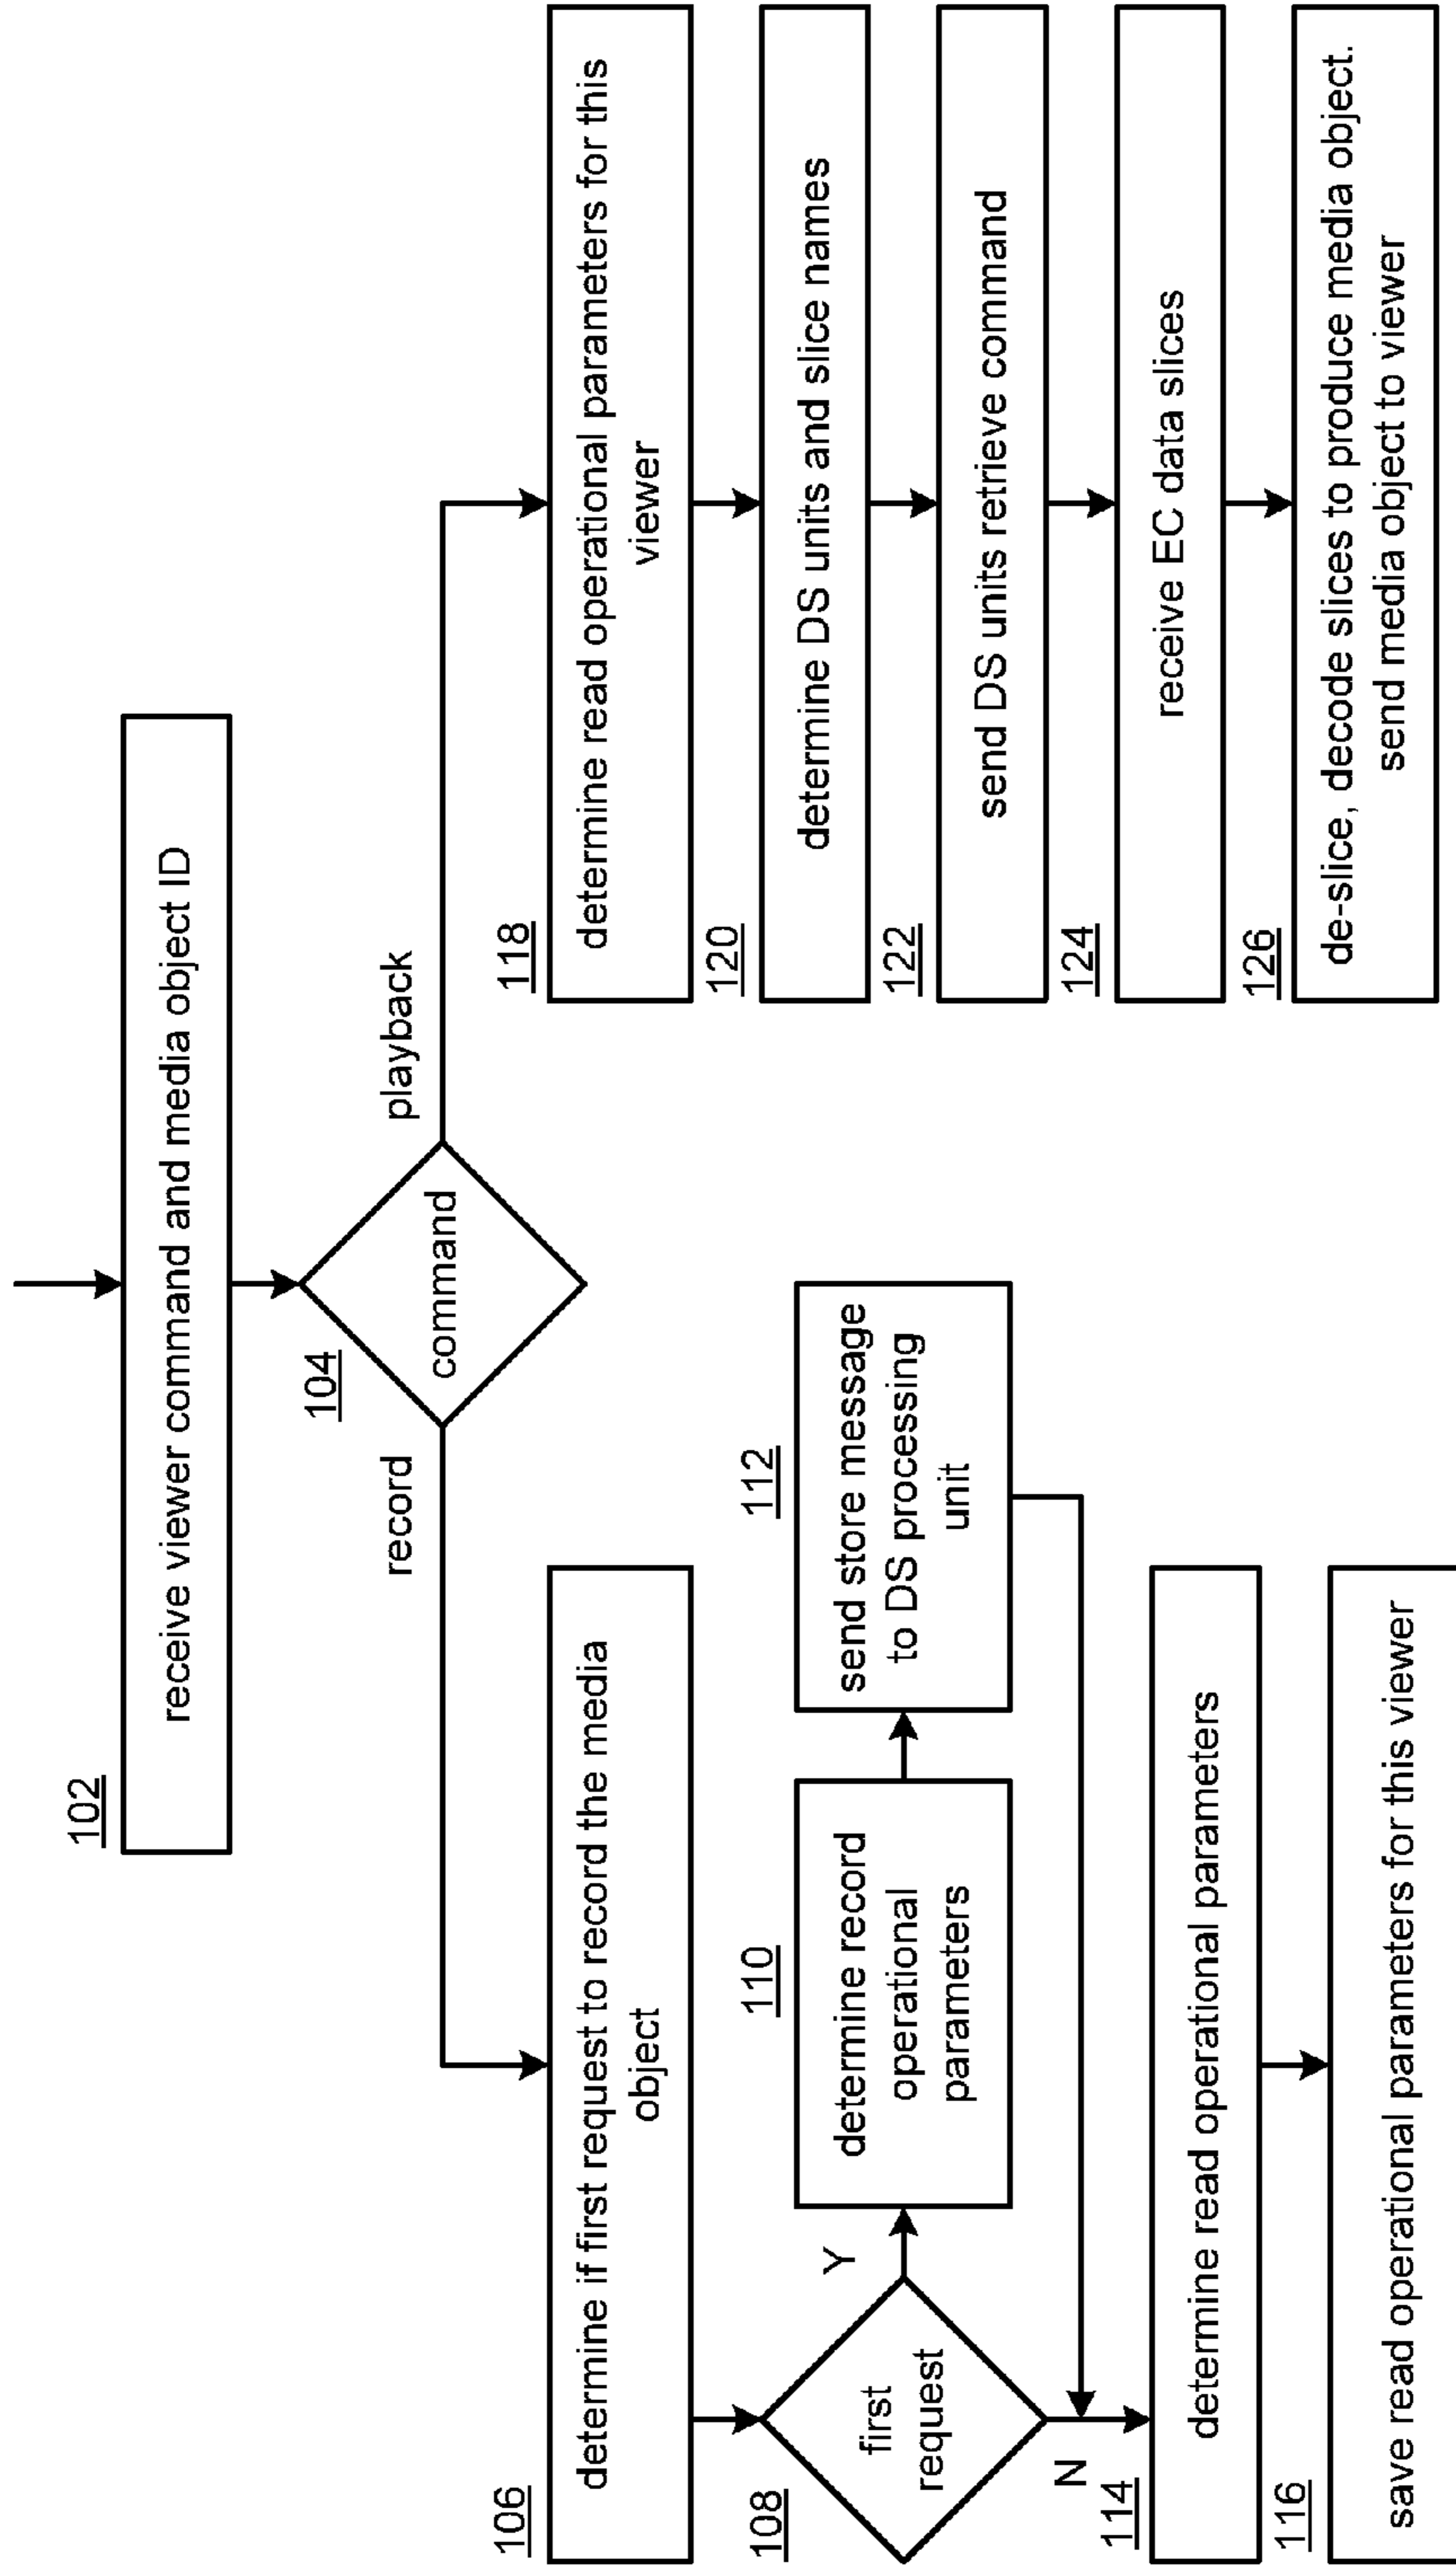 102
receive viewer command and media object ID
104
command
record
playback
106
determine if first request to record the media
object
108
first
request
Y
N
110
determine record
operational
parameters
112
send store message
to DS processing
unit
114
determine read operational parameters
116
save read operational parameters for this viewer
118
determine read operational parameters for this
viewer
120
determine DS units and slice names
122
send DS units retrieve command
124
receive EC data slices
126
de-slice, decode slices to produce media object.
send media object to viewer